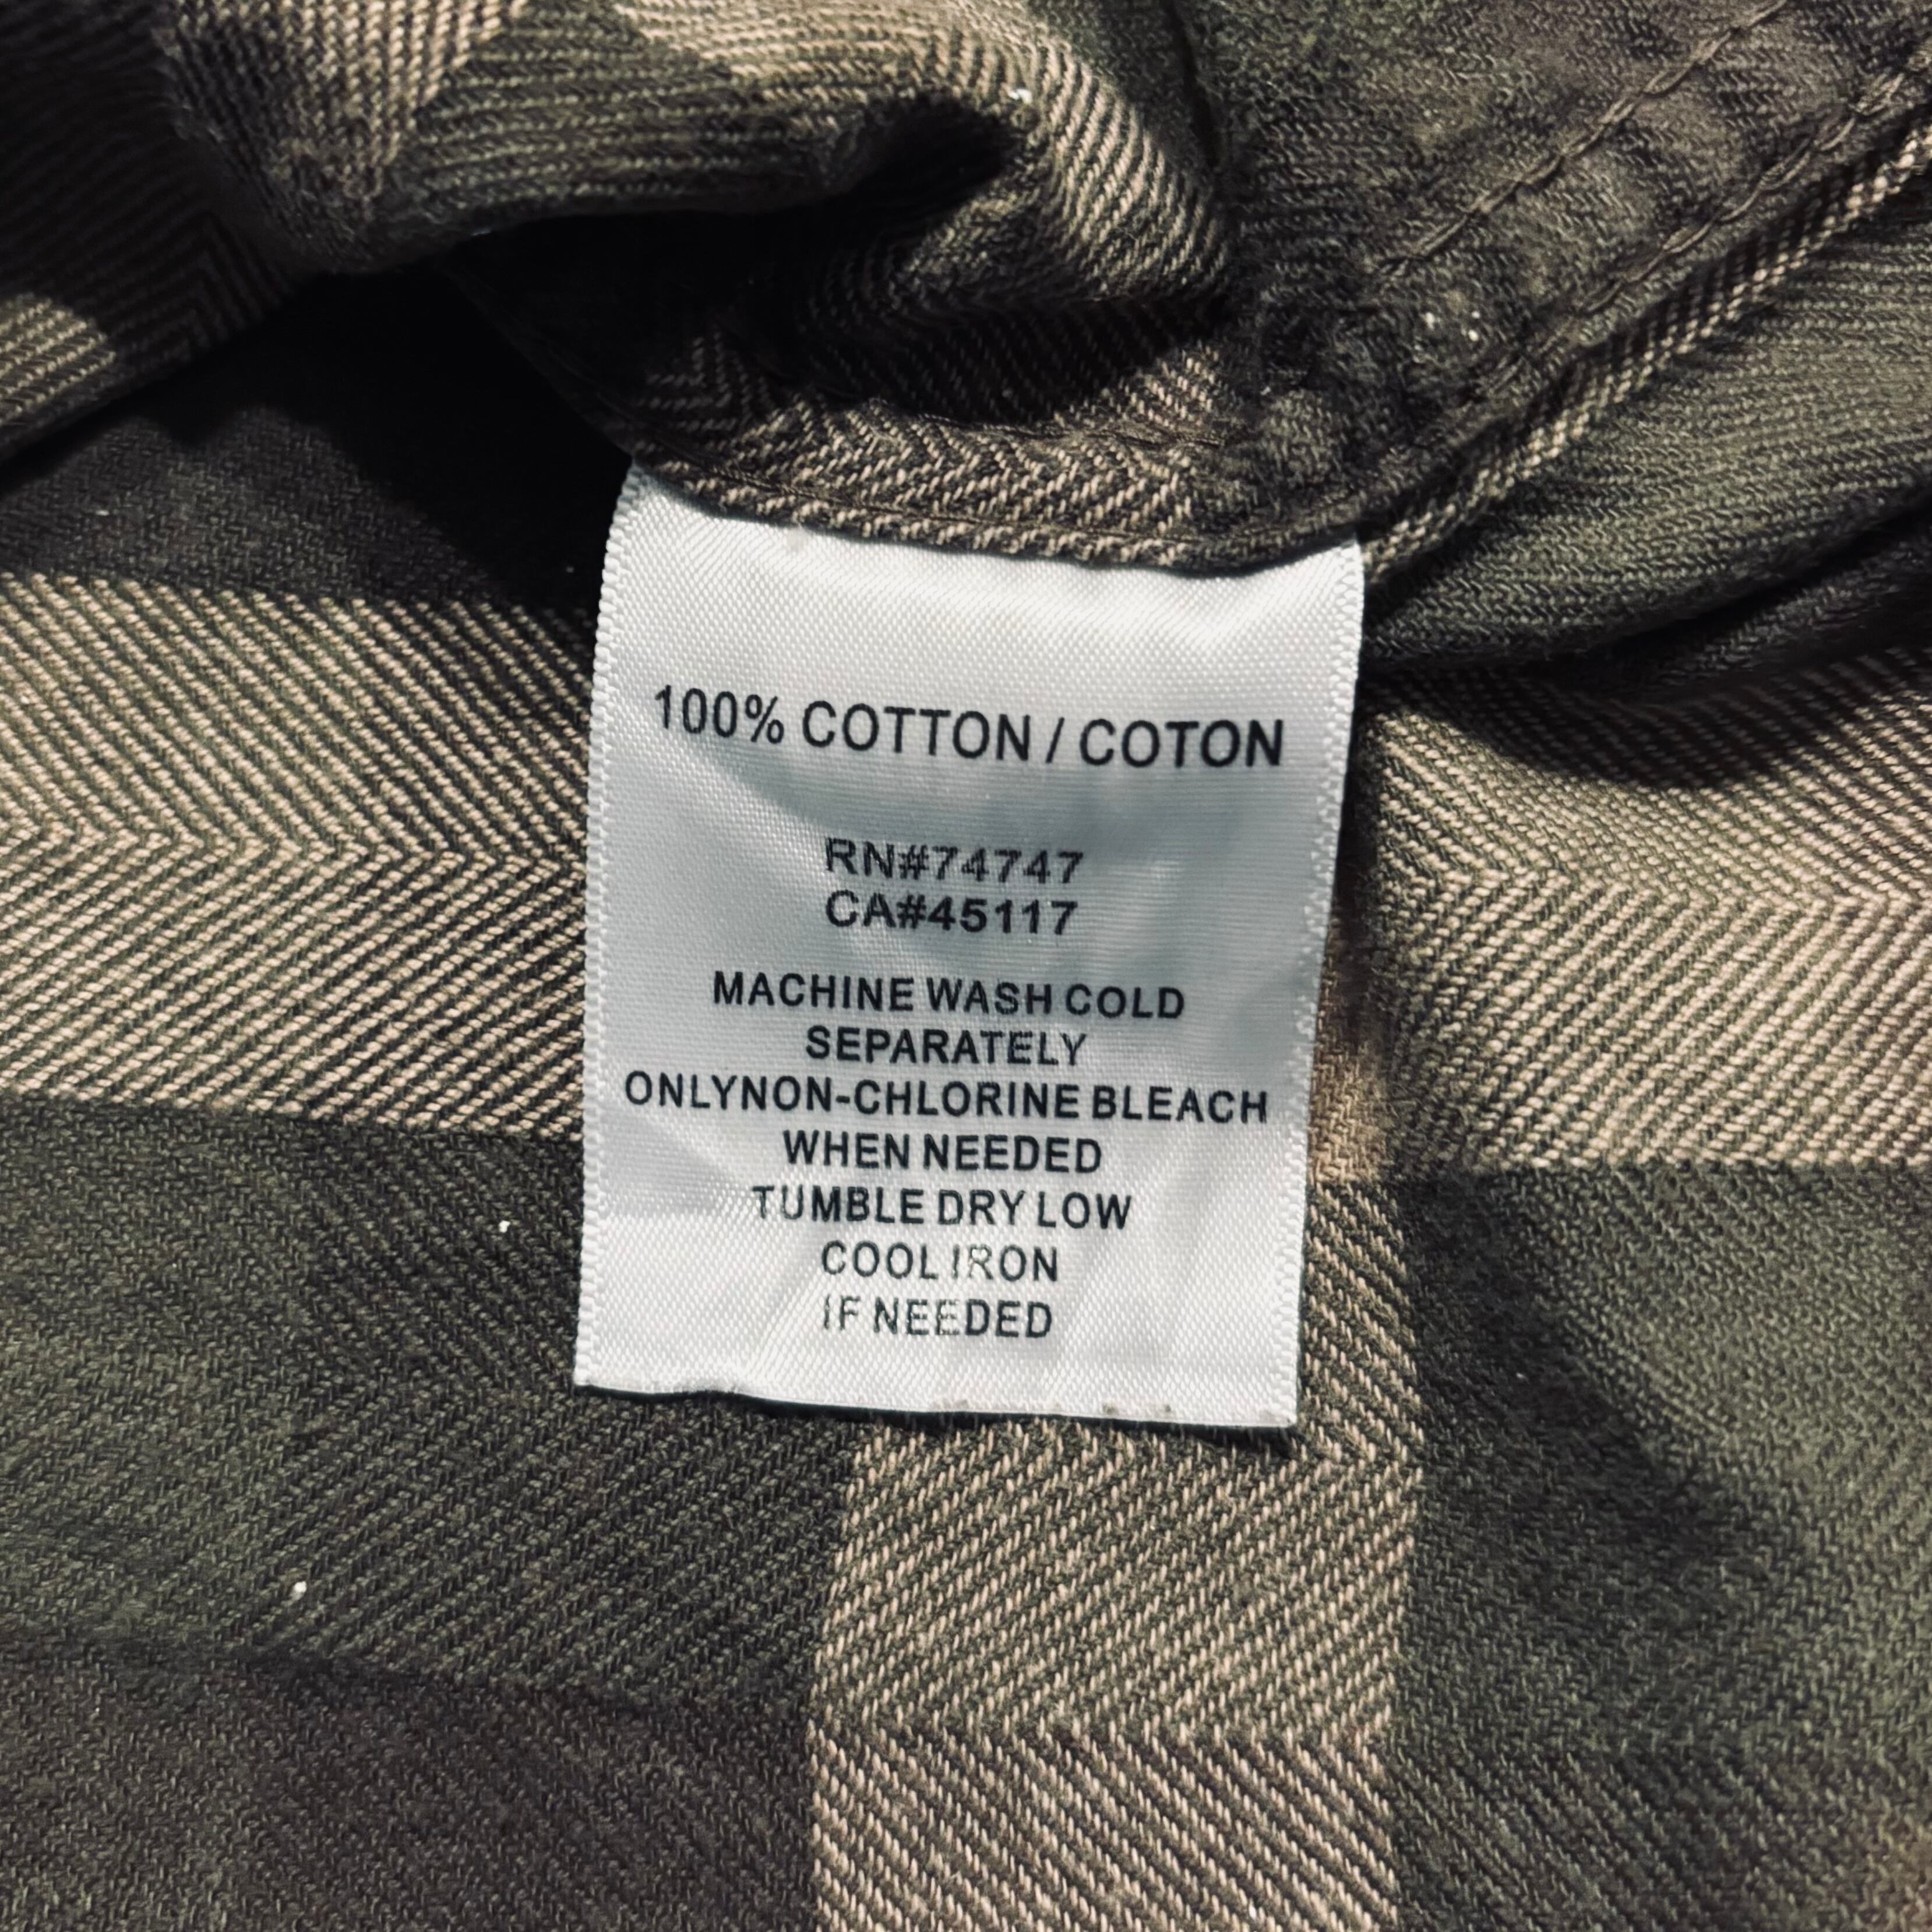 100% COTTON / COTON
RN#74747
CA#45117
MACHINE WASH COLD
SEPARATELY
ONLYNON-CHLORINE BLEACH
WHEN NEEDED
TUMBLE DRY LOW
COOL IRON
IF NEEDED